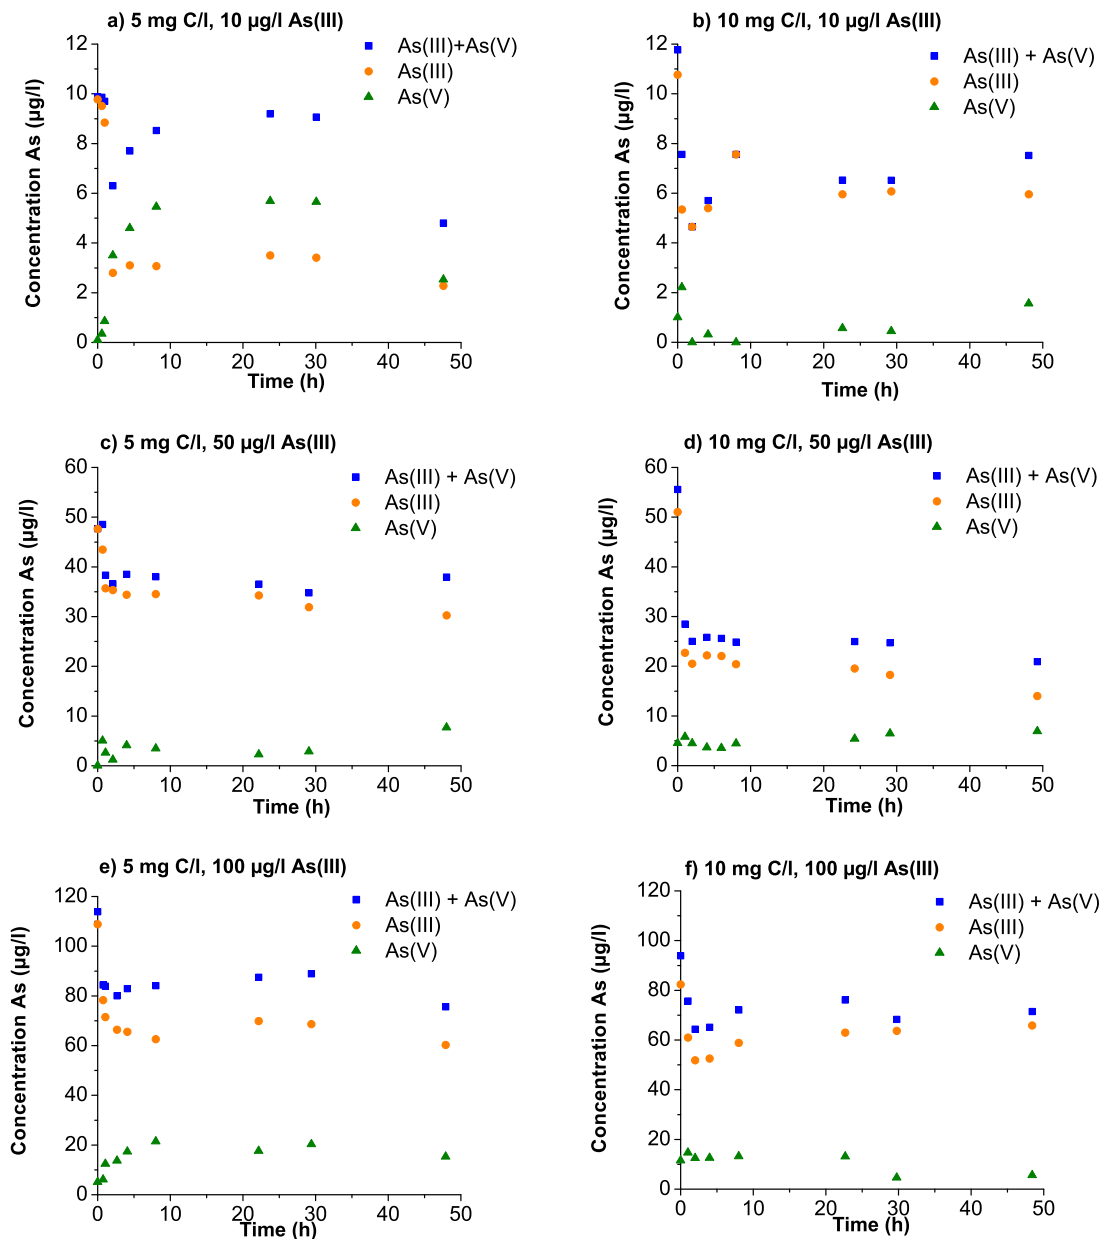 a) 5 mg C/l, 10 µg/l As(III)
As(III)+As(V)
As(III)
As(V)
Concentration As (µg/l)
12
10
8
6
4
2
0
0 10 20 30 40 50
Time (h)
b) 10 mg C/l, 10 µg/l As(III)
As(III) + As(V)
As(III)
As(V)
Concentration As (µg/l)
12
10
8
6
4
2
0
0 10 20 30 40 50
Time (h)
c) 5 mg C/l, 50 µg/l As(III)
As(III) + As(V)
As(III)
As(V)
Concentration As (µg/l)
60
50
40
30
20
10
0
0 10 20 30 40 50
Time (h)
d) 10 mg C/l, 50 µg/l As(III)
As(III) + As(V)
As(III)
As(V)
Concentration As (µg/l)
60
50
40
30
20
10
0
0 10 20 30 40 50
Time (h)
e) 5 mg C/l, 100 µg/l As(III)
As(III) + As(V)
As(III)
As(V)
Concentration As (µg/l)
120
100
80
60
40
20
0
0 10 20 30 40 50
Time (h)
f) 10 mg C/l, 100 µg/l As(III)
As(III) + As(V)
As(III)
As(V)
Concentration As (µg/l)
120
100
80
60
40
20
0
0 10 20 30 40 50
Time (h)